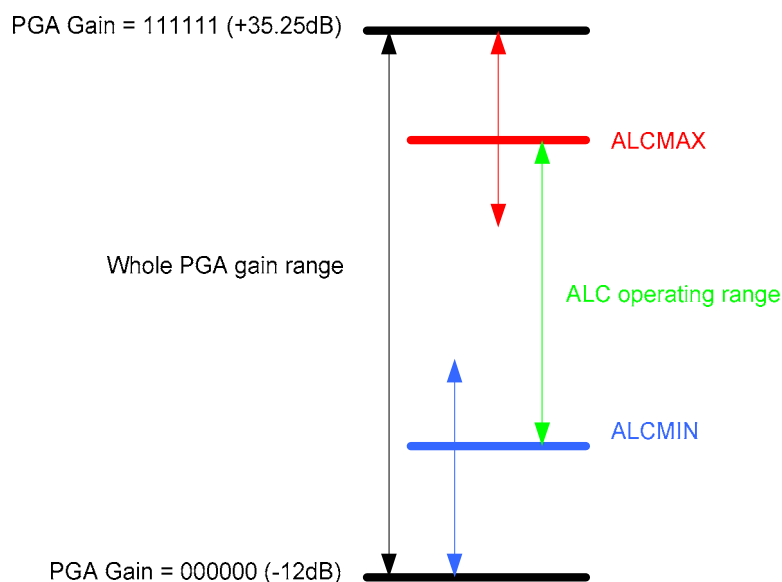 PGA Gain = 111111 (+35.25dB)
ALCMAX
Whole PGA gain range
ALC operating range
ALCMIN
PGA Gain = 000000 (-12dB)